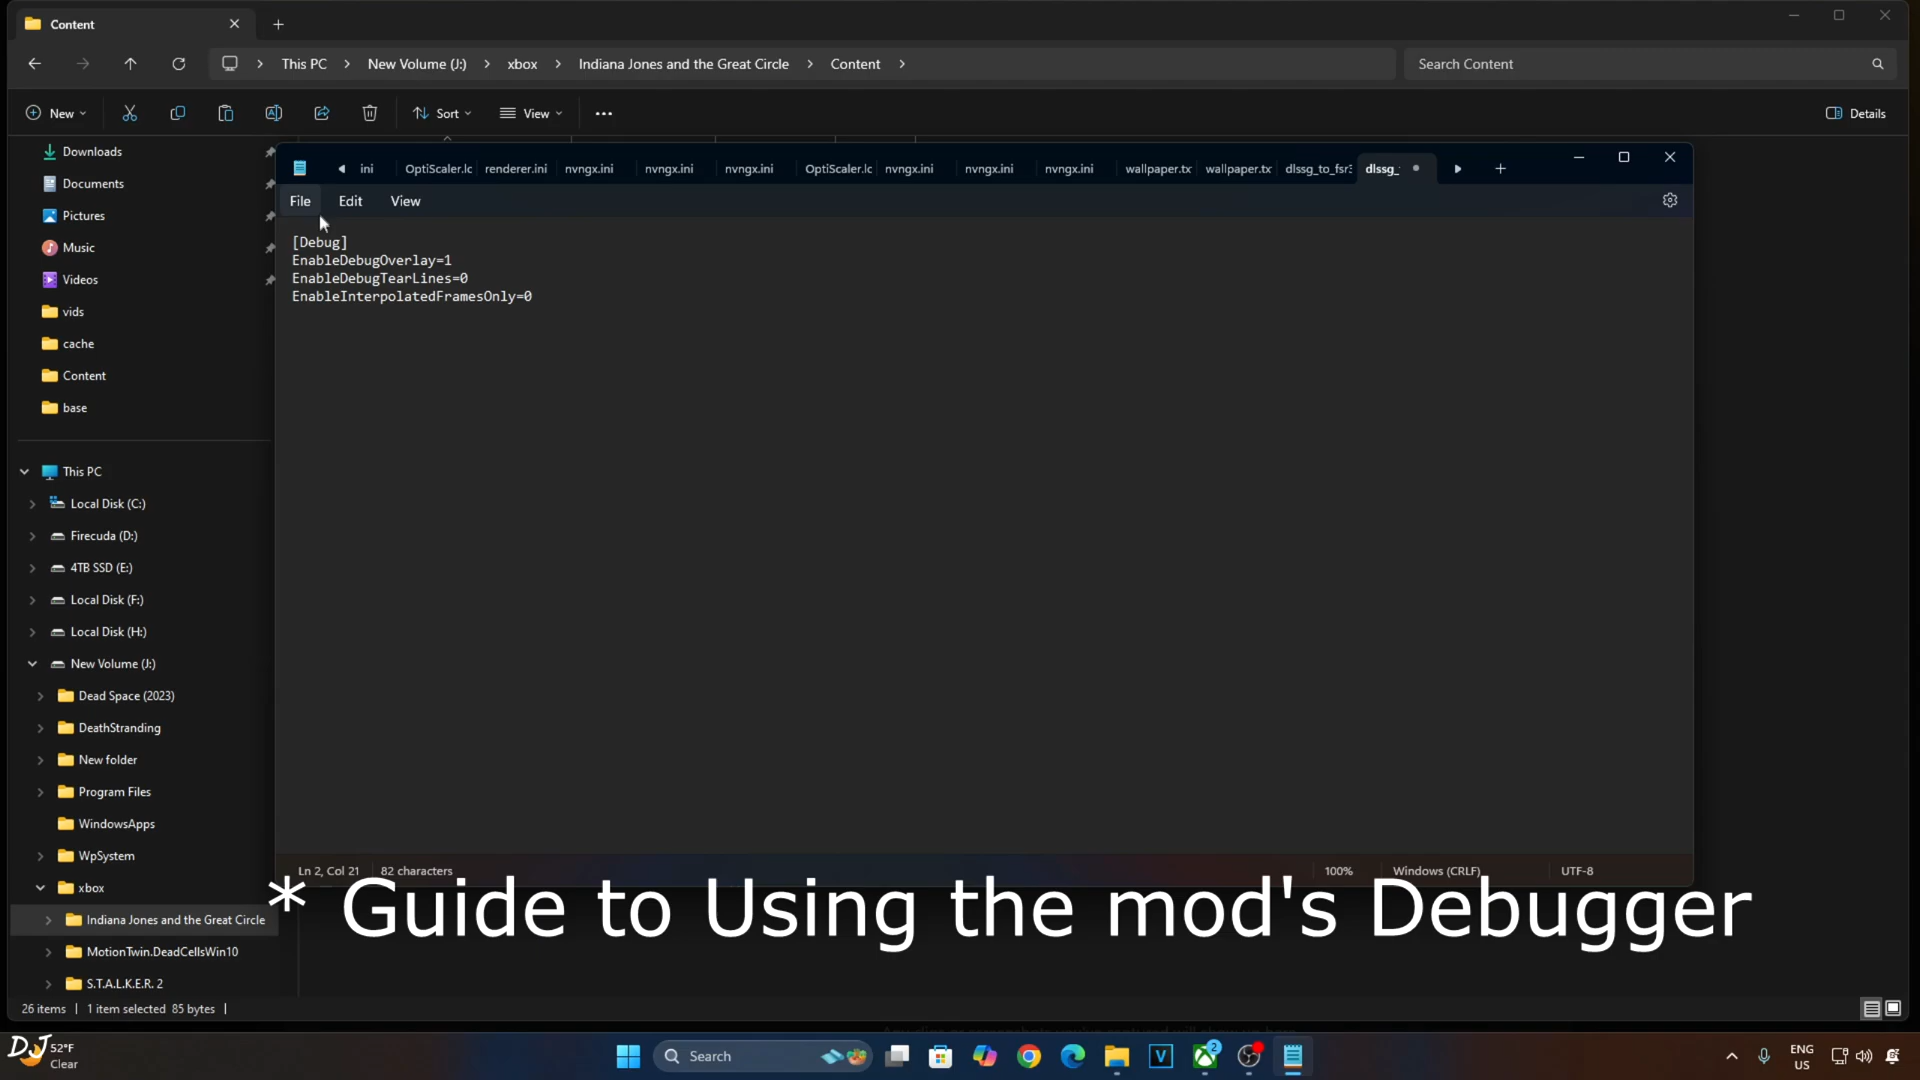 Content
This PC
New Volume (J:)
xbox
Indiana Jones and the Great Circle
Content
Search Content
New
Sort
View
Details
Downloads
Documents
Pictures
Music
Videos
vids
cache
Content
base
This PC
Local Disk (C:)
Firecuda (D:)
4TB SSD (E:)
Local Disk (F:)
Local Disk (H:)
New Volume (J:)
Dead Space (2023)
DeathStranding
New folder
Program Files
WindowsApps
WpSystem
xbox
Indiana Jones and the Great Circle
MotionTwin.DeadCellsWin10
S.T.A.L.K.E.R. 2
ini OptiScaler.lc renderer.ini nvngx.ini nvngx.ini nvngx.ini OptiScaler.lc nvngx.ini nvngx.ini nvngx.ini wallpaper.tx wallpaper.tx dlssg_to_fsr3 dlssg_
File Edit View
[Debug]
EnableDebugOverlay=1
EnableDebugTearLines=0
EnableInterpolatedFramesOnly=0
Ln 2, Col 21 82 characters 100% Windows (CRLF) UTF-8
* Guide to Using the mod's Debugger
26 items 1 item selected 85 bytes
DJ
52°F
Clear
Search
V
2
ENG
US